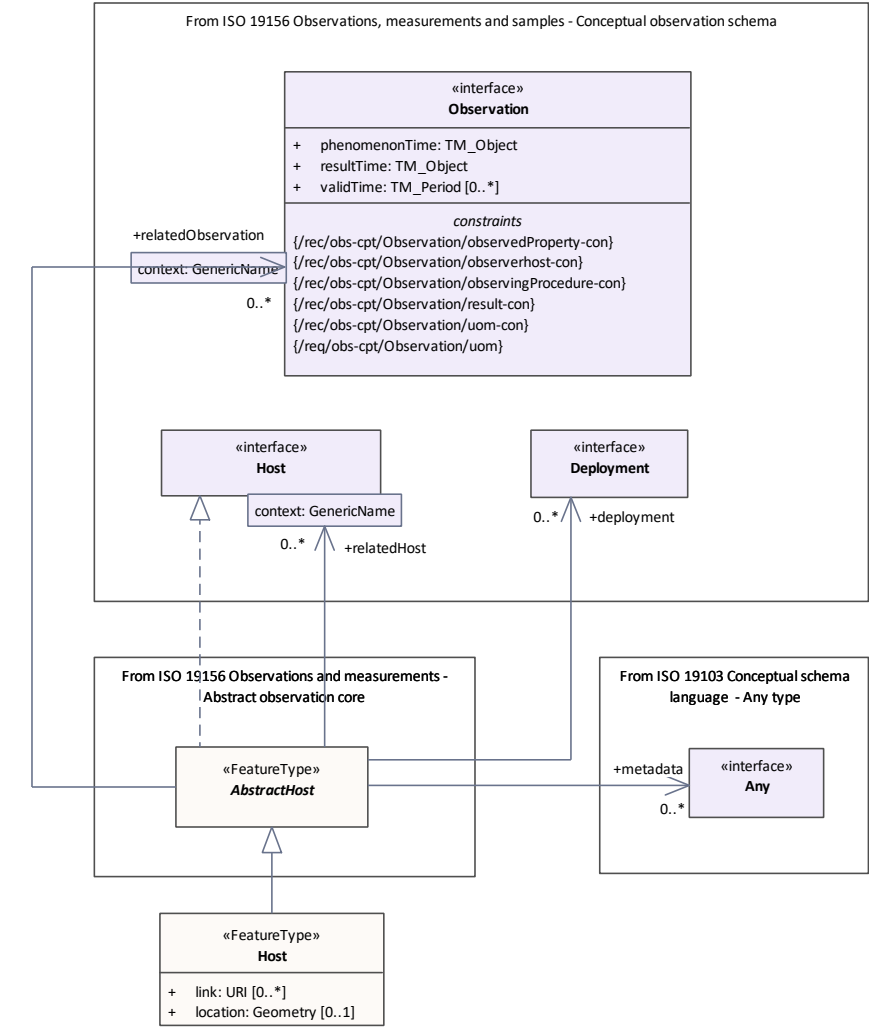 From ISO 19156 Observations, measurements and samples - Conceptual observation schema
«interface»
Observation
+ phenomenonTime: TM_Object
+ resultTime: TM_Object
+ validTime: TM_Period [0..*]
constraints
{/rec/obs-cpt/Observation/observedProperty-con}
{/rec/obs-cpt/Observation/observerhost-con}
{/rec/obs-cpt/Observation/observingProcedure-con}
{/rec/obs-cpt/Observation/result-con}
{/rec/obs-cpt/Observation/uom-con}
{/req/obs-cpt/Observation/uom}
+relatedObservation
context: GenericName
0..*
«interface»
Host
context: GenericName
0..*
+relatedHost
«interface»
Deployment
0..*
+deployment
From ISO 19156 Observations and measurements -
Abstract observation core
«FeatureType»
AbstractHost
From ISO 19103 Conceptual schema
language - Any type
+metadata
0..*
«interface»
Any
«FeatureType»
Host
+ link: URI [0..*]
+ location: Geometry [0..1]